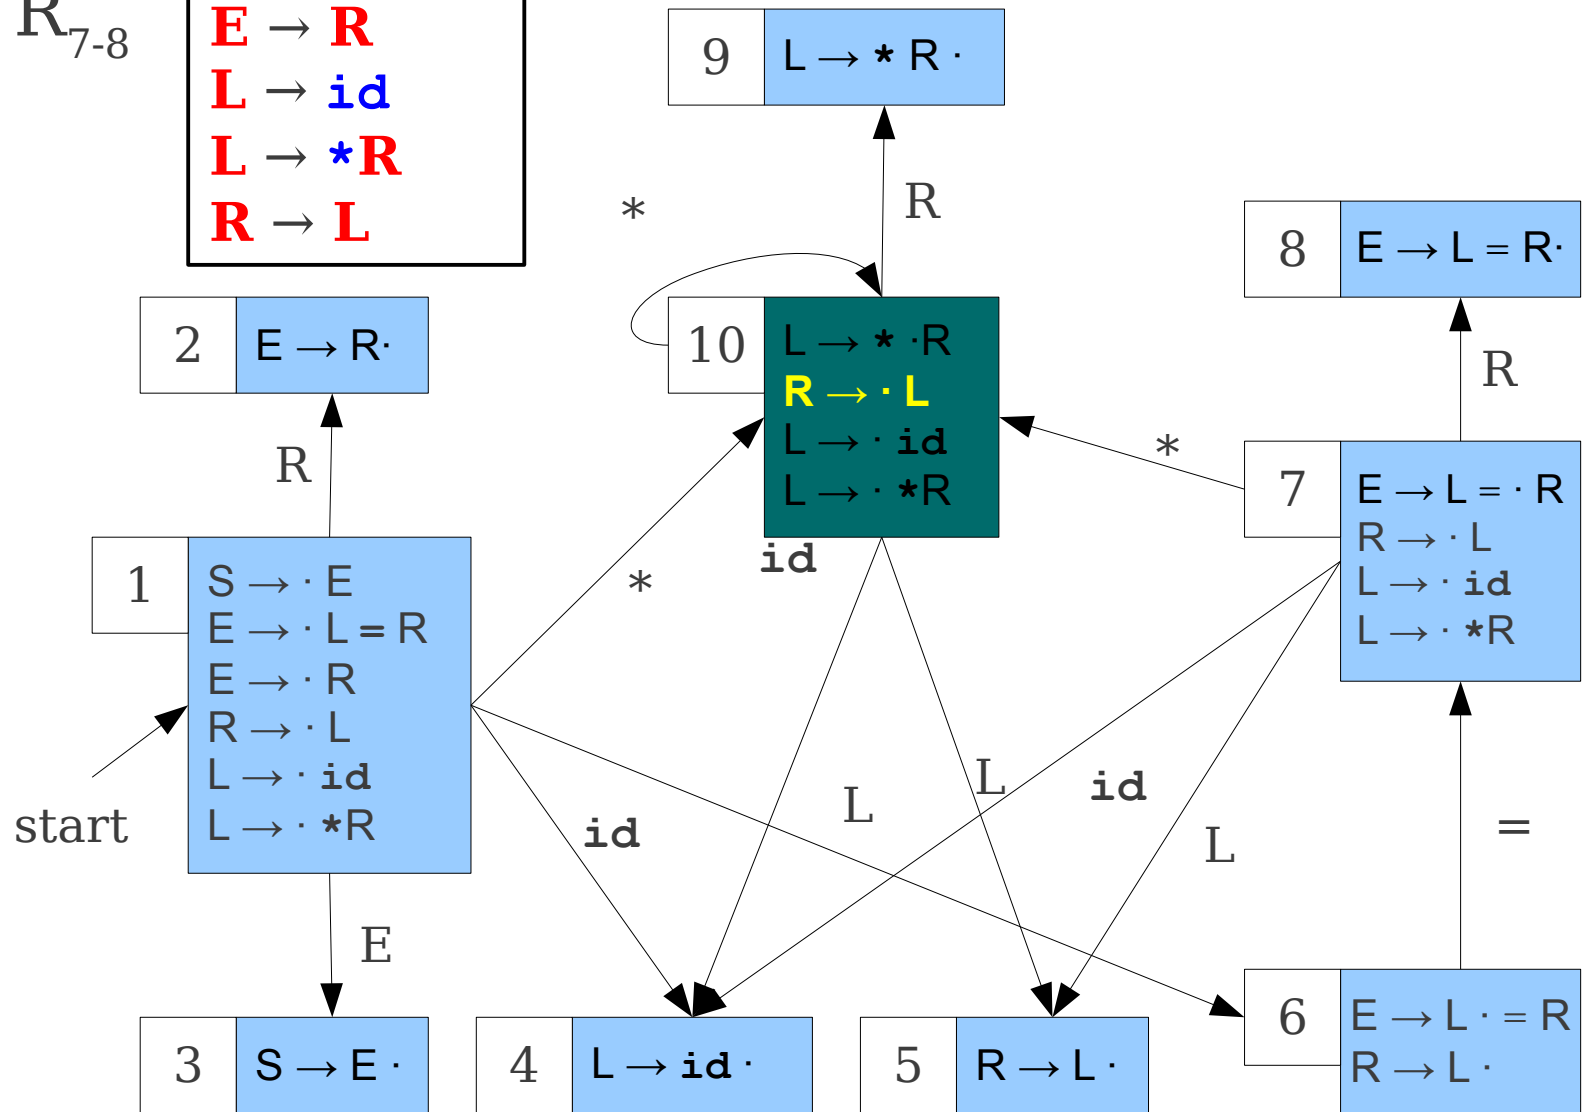 R7-8
E → R
L → id
L → *R
R → L
9
L → * R ·
*
R
8
E → L = R·
2
E → R·
10
L → * ·R
R → · L
L → · id
L → · *R
R
R
*
7
E → L = · R
R → · L
L → · id
L → · *R
1
S → · E
E → · L = R
E → · R
R → · L
L → · id
L → · *R
*
id
start
id
L
L
id
L
=
E
3
S → E ·
4
L → id ·
5
R → L ·
6
E → L · = R
R → L ·